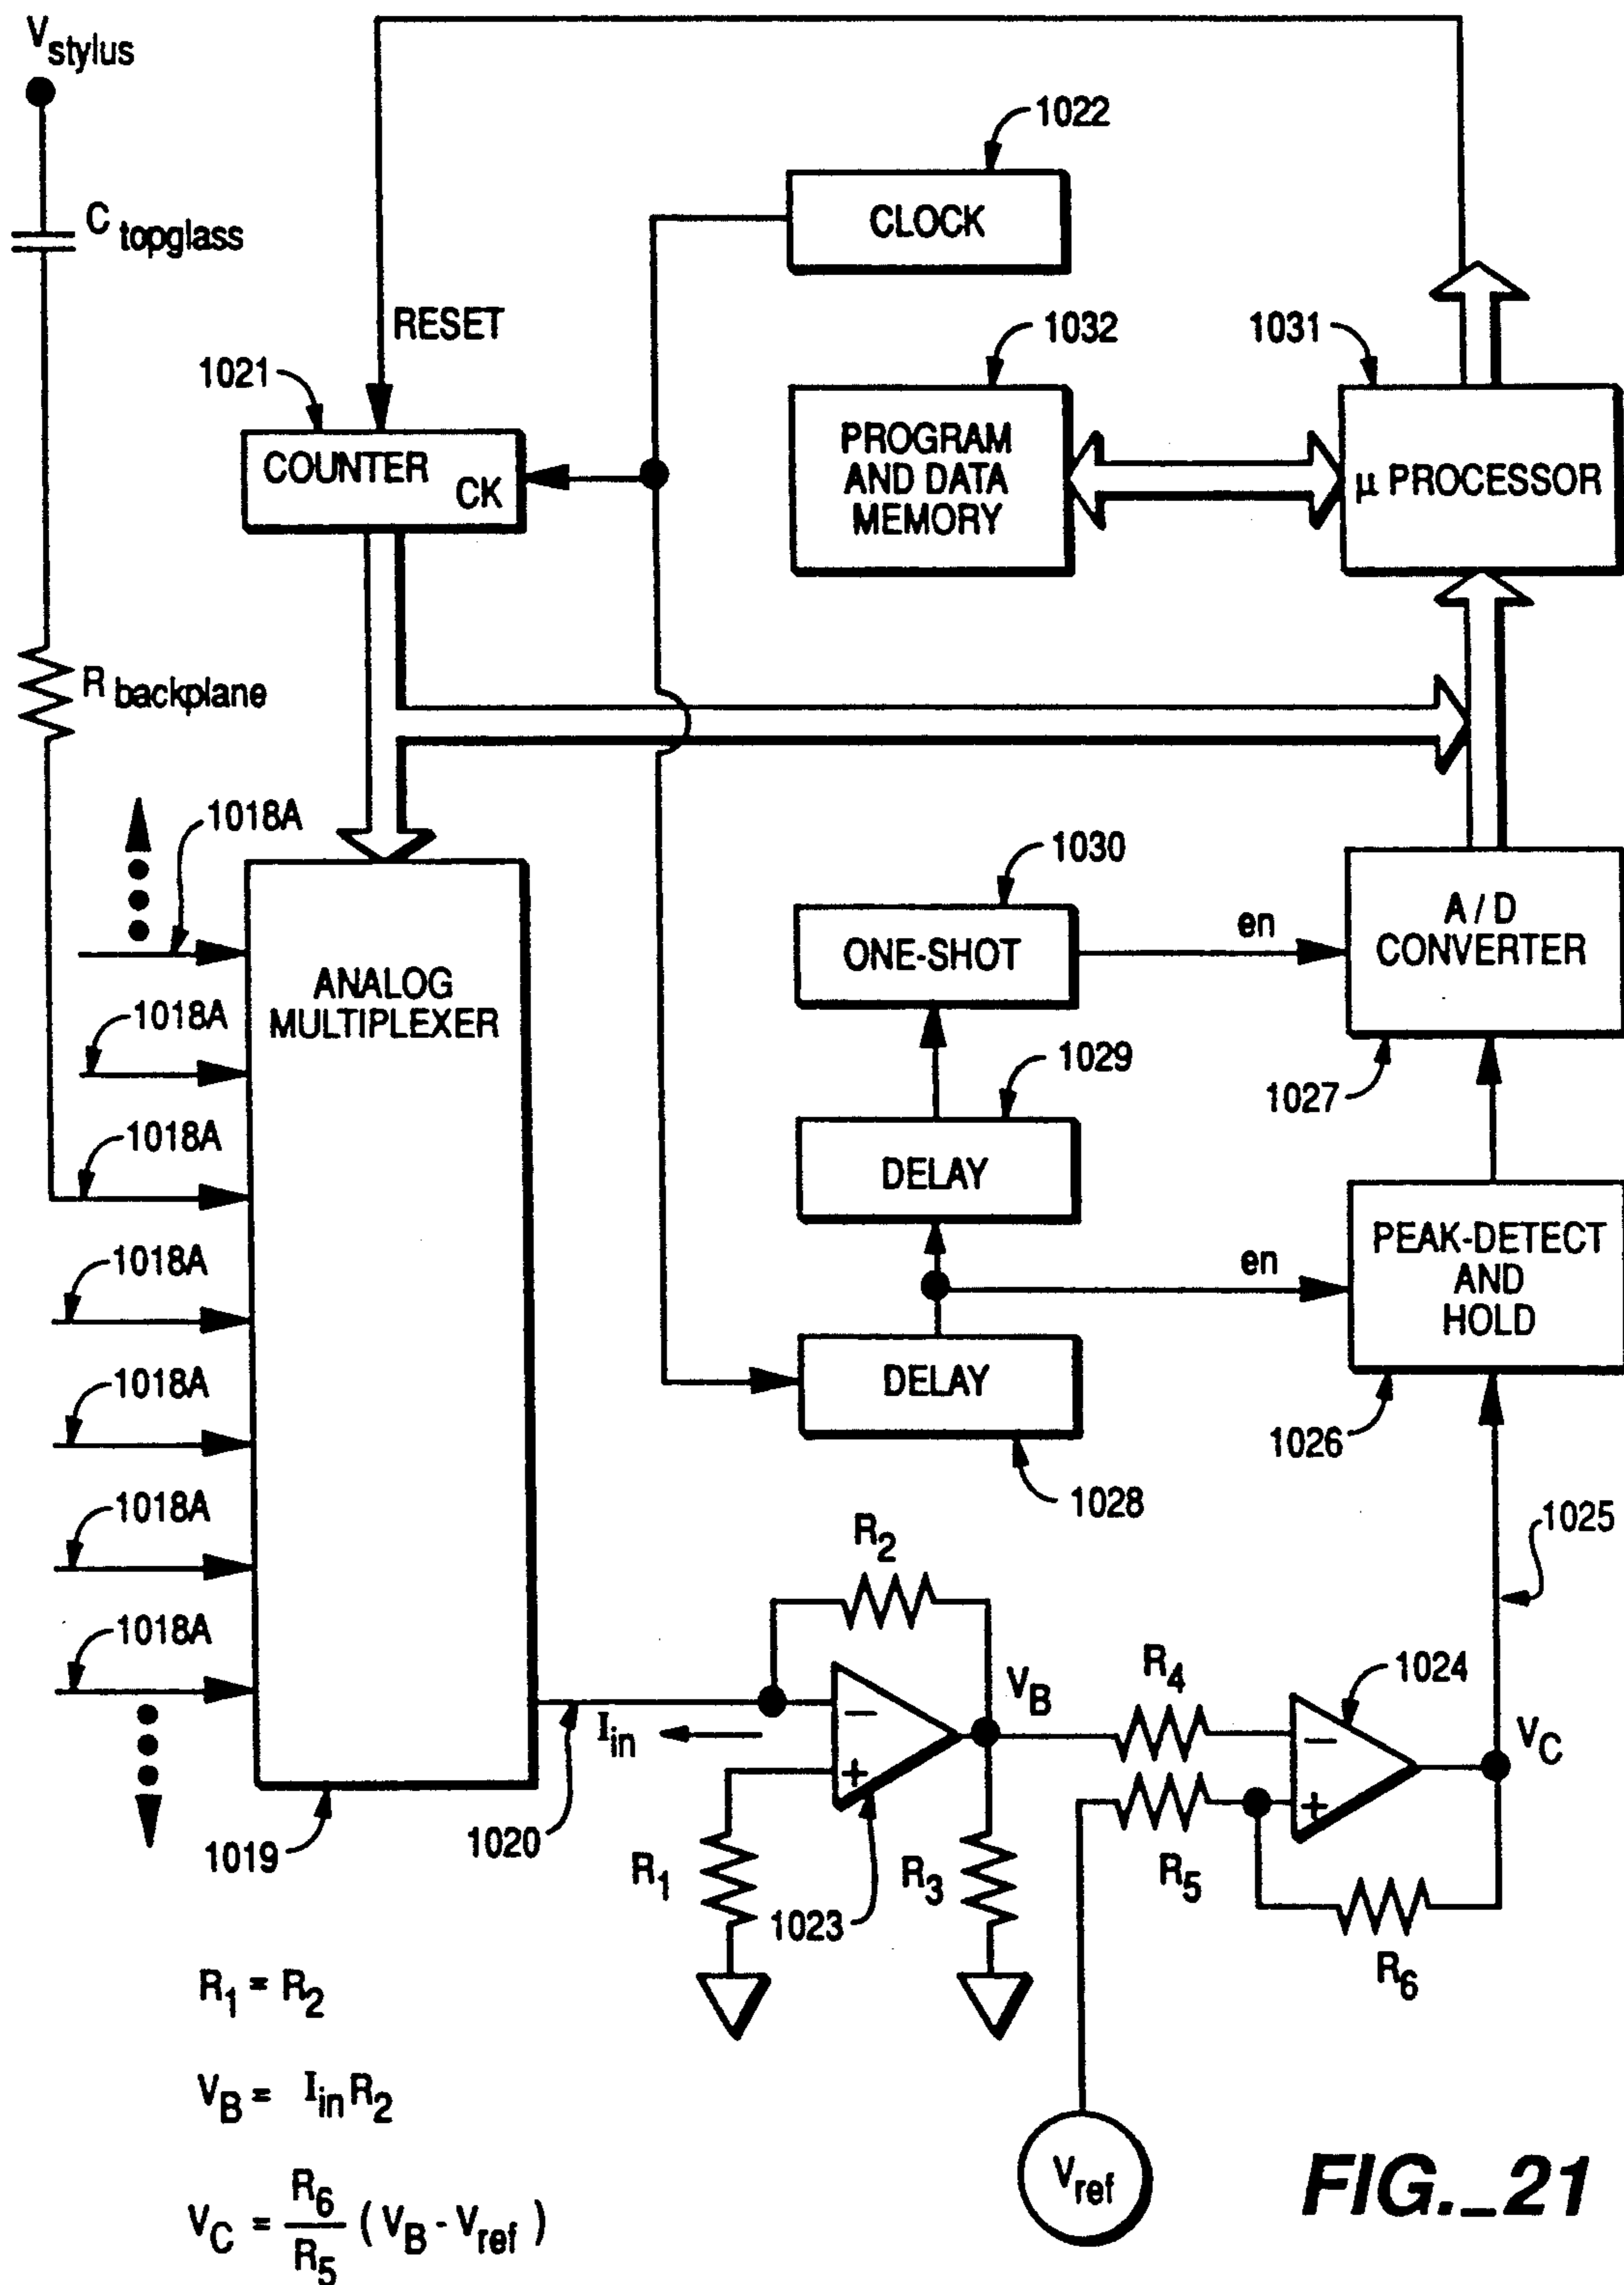 V stylus
1022
CLOCK
C topglass
RESET
1032
1031
1021
COUNTER
CK
PROGRAM
AND DATA
MEMORY
μ PROCESSOR
R backplane
1018A
1030
ANALOG
MULTIPLEXER
ONE-SHOT
en
A / D
CONVERTER
1018A
1029
1027
1018A
DELAY
PEAK-DETECT
AND
HOLD
1018A
en
1018A
DELAY
1026
1028
1018A
R2
1025
1018A
R4
1024
VB
Iin
VC
−
+
−
+
1019
1020
R1
1023
R3
R5
R6
R1 = R2
VB = Iin R2
VC = R6/R5 ( VB - Vref )
Vref
FIG._21